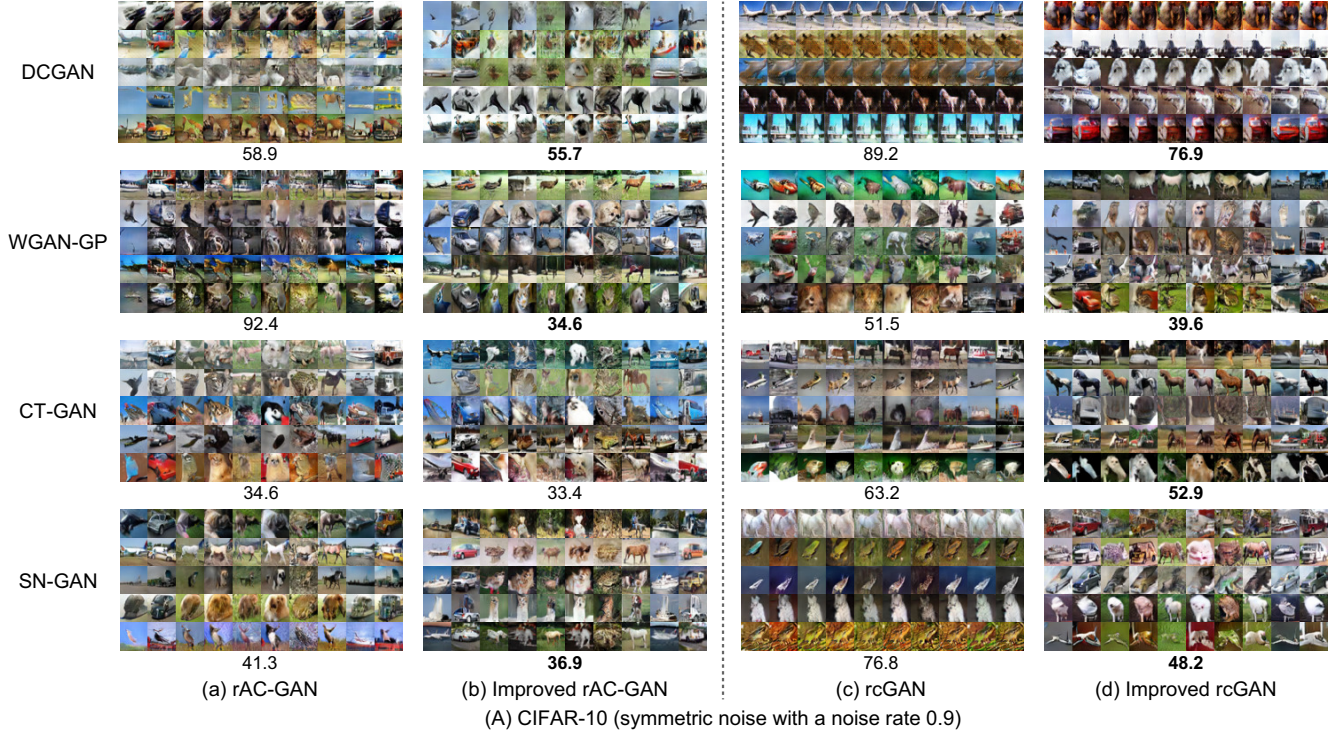 DCGAN
58.9
55.7
89.2
76.9
WGAN-GP
92.4
34.6
51.5
39.6
CT-GAN
34.6
33.4
63.2
52.9
SN-GAN
41.3
36.9
76.8
48.2
(a) rAC-GAN
(b) Improved rAC-GAN
(c) rcGAN
(d) Improved rcGAN
(A) CIFAR-10 (symmetric noise with a noise rate 0.9)